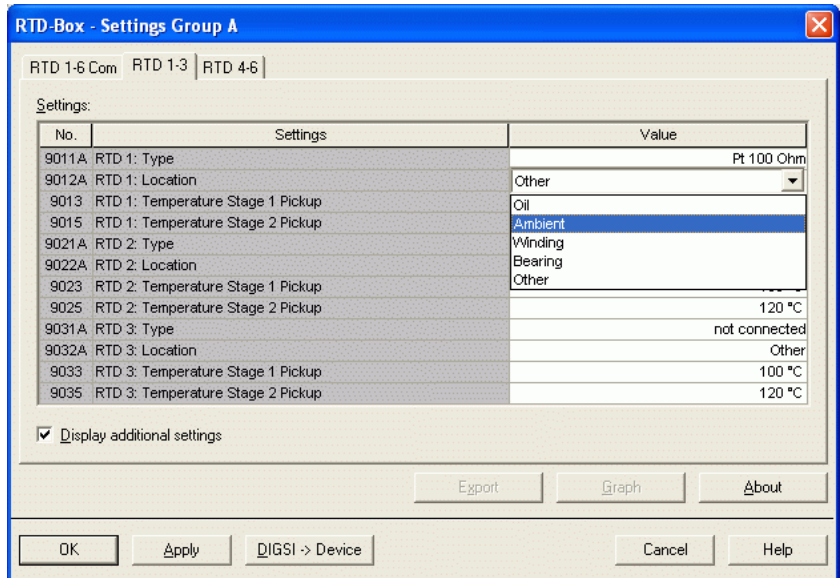 RTD-Box - Settings Group A
RTD 1-6 Com RTD 1-3 RTD 4-6
Settings:
No. Settings Value
9011A RTD 1: Type Pt 100 Ohm
9012A RTD 1: Location Other
9013 RTD 1: Temperature Stage 1 Pickup Oil
9015 RTD 1: Temperature Stage 2 Pickup Ambient
9021A RTD 2: Type Winding
9022A RTD 2: Location Bearing
9023 RTD 2: Temperature Stage 1 Pickup Other
9025 RTD 2: Temperature Stage 2 Pickup 120 °C
9031A RTD 3: Type not connected
9032A RTD 3: Location Other
9033 RTD 3: Temperature Stage 1 Pickup 100 °C
9035 RTD 3: Temperature Stage 2 Pickup 120 °C
Display additional settings
Export Graph About
OK Apply DIGSI -> Device Cancel Help